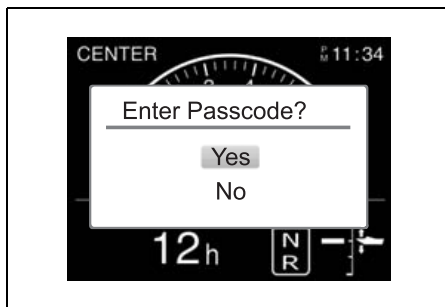 CENTER
PM 11:34
Enter Passcode?
Yes
No
12h
N
R